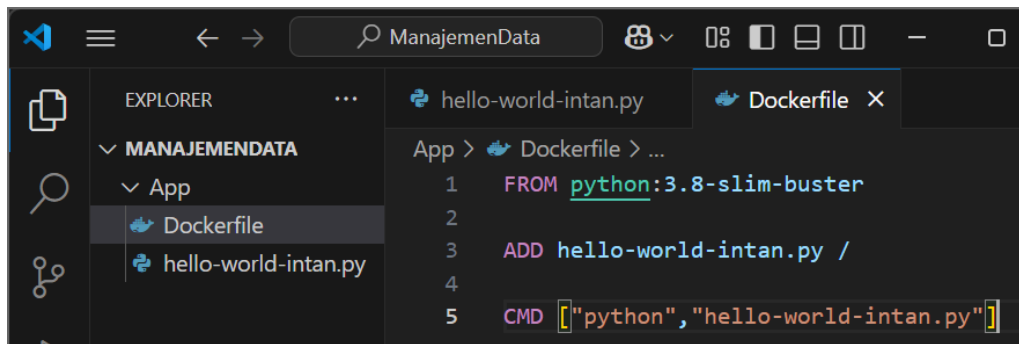 ManajemenData
EXPLORER ...
hello-world-intan.py
Dockerfile
MANAJEMENDATA
App
Dockerfile
hello-world-intan.py
App > Dockerfile > ...
1 FROM python:3.8-slim-buster
2
3 ADD hello-world-intan.py /
4
5 CMD ["python","hello-world-intan.py"]